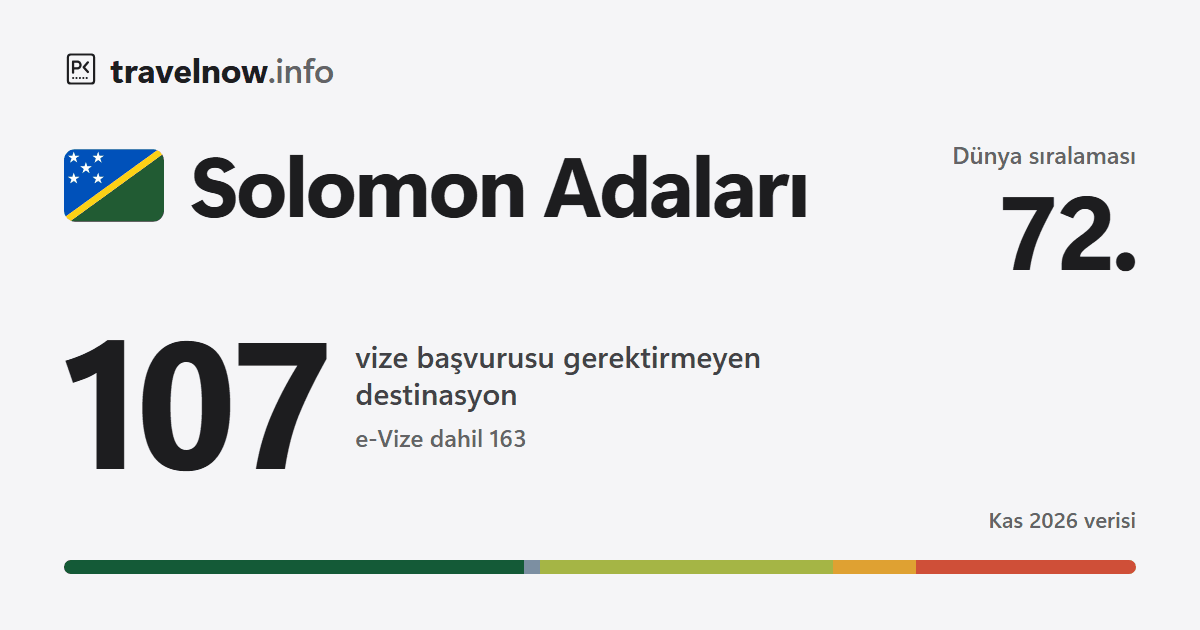 travelnow.info
Solomon Adaları
Dünya sıralaması
72.
107
vize başvurusu gerektirmeyen
destinasyon
e-Vize dahil 163
Kas 2026 verisi